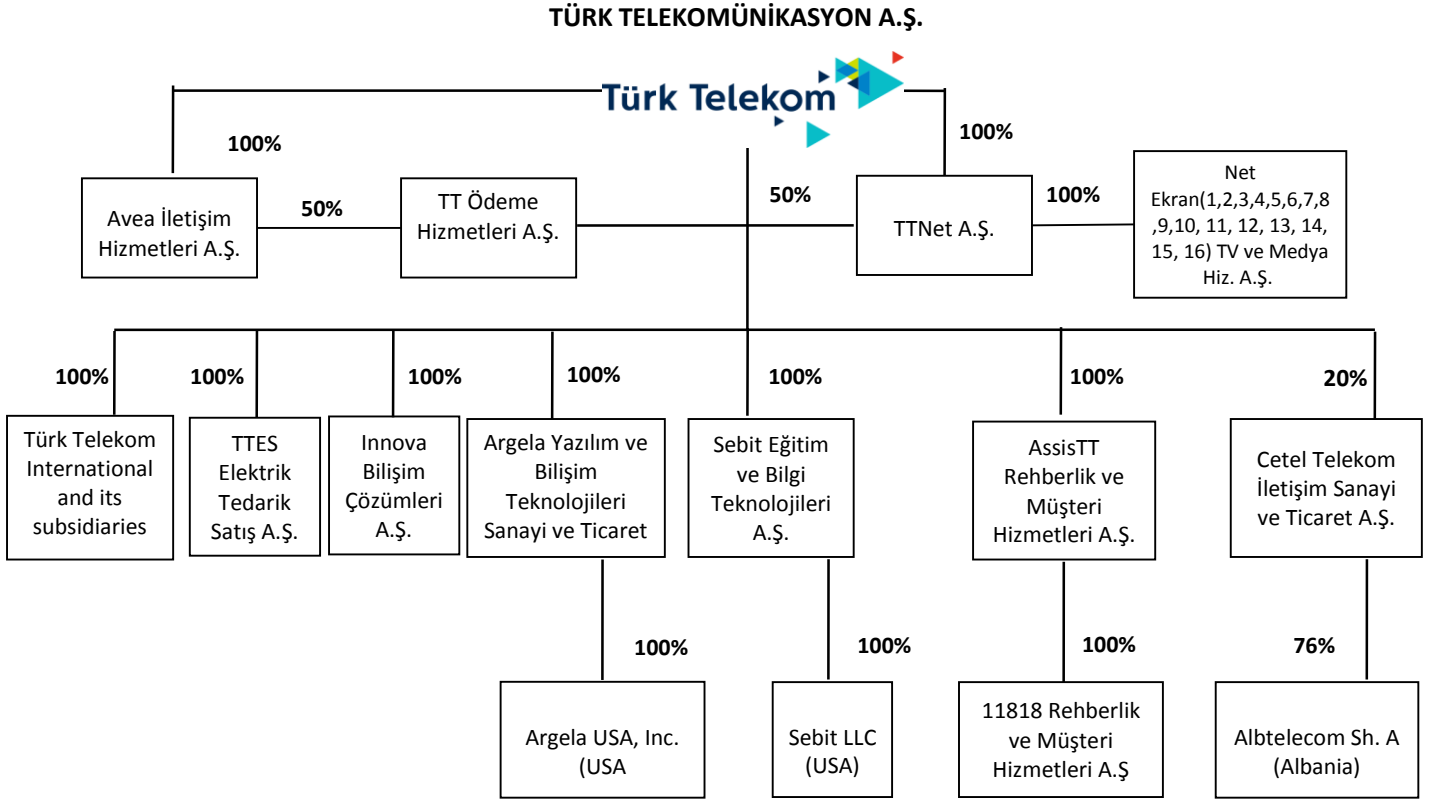 TÜRK TELEKOMÜNİKASYON A.Ş.
Türk Telekom
100%
100%
Avea İletişim
Hizmetleri A.Ş.
50%
TT Ödeme
Hizmetleri A.Ş.
50%
TTNet A.Ş.
100%
Net
Ekran(1,2,3,4,5,6,7,8
,9,10, 11, 12, 13, 14,
15, 16) TV ve Medya
Hiz. A.Ş.
100%
100%
100%
100%
100%
100%
20%
Türk Telekom
International
and its
subsidiaries
TTES
Elektrik
Tedarik
Satış A.Ş.
Innova
Bilişim
Çözümleri
A.Ş.
Argela Yazılım ve
Bilişim
Teknolojileri
Sanayi ve Ticaret
Sebit Eğitim
ve Bilgi
Teknolojileri
A.Ş.
AssisTT
Rehberlik ve
Müşteri
Hizmetleri A.Ş.
Cetel Telekom
İletişim Sanayi
ve Ticaret A.Ş.
100%
100%
100%
76%
Argela USA, Inc.
(USA
Sebit LLC
(USA)
11818 Rehberlik
ve Müşteri
Hizmetleri A.Ş
Albtelecom Sh. A
(Albania)